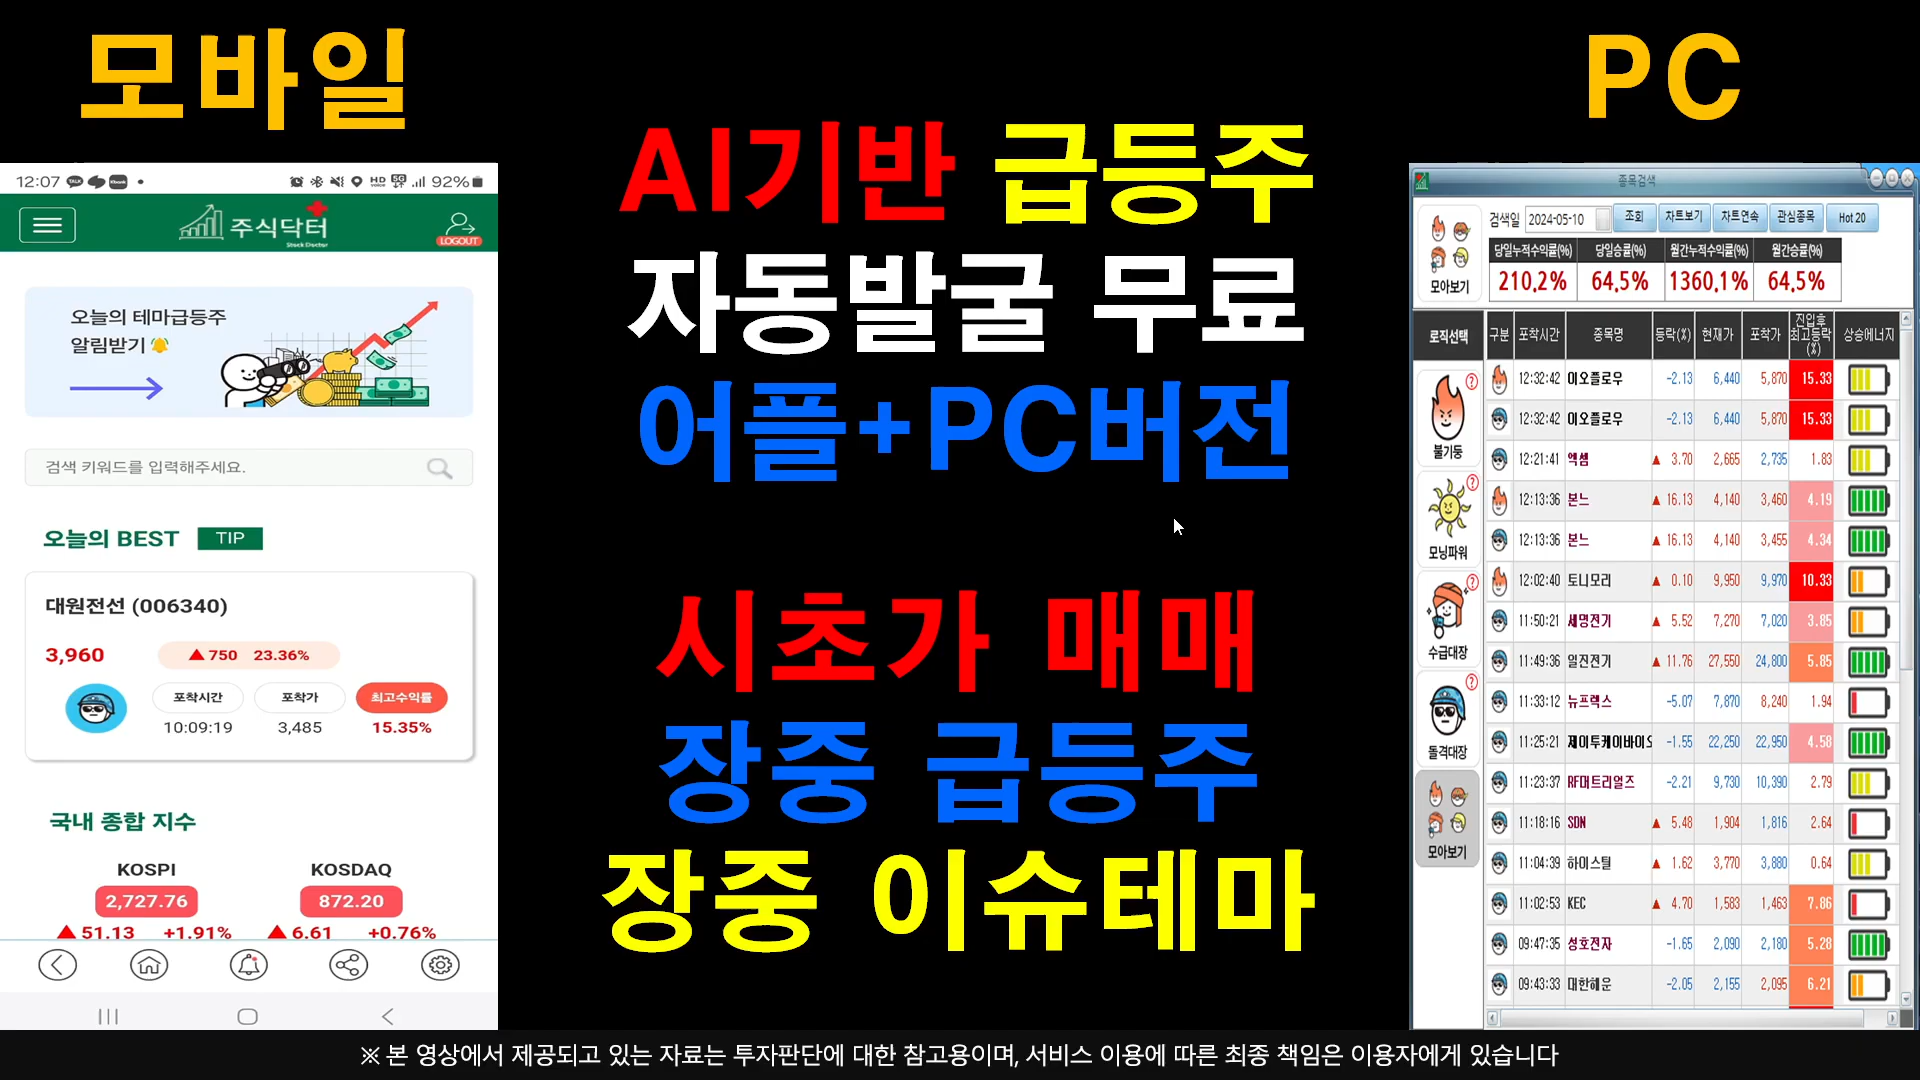 모바일
PC
AI기반 급등주
자동발굴 무료
어플+PC버전
시초가 매매
장중 급등주
장중 이슈테마
12:07
92%
주식닥터
Stock Doctor
LOGOUT
오늘의 테마급등주
알림받기
검색 키워드를 입력해주세요.
오늘의 BEST TIP
대원전선 (006340)
3,960 ▲ 750 23.36%
포착시간 포착가 최고수익률
10:09:19 3,485 15.35%
국내 종합 지수
KOSPI KOSDAQ
2,727.76 872.20
▲ 51.13 +1.91% ▲ 6.61 +0.76%
종목검색
검색일 2024-05-10 조회 차트보기 차트연속 관심종목 Hot 20
당일누적수익률(%) 당일승률(%) 월간누적수익률(%) 월간승률(%)
210,2% 64,5% 1360,1% 64,5%
모아보기
로직선택
불기둥
모닝파워
수급대장
돌격대장
모아보기
구분 포착시간 종목명 등락(%) 현재가 포착가 진입후 최고등락 (%) 상승에너지
12:32:42 이오플로우 -2.13 6,440 5,870 15.33
12:32:42 이오플로우 -2.13 6,440 5,870 15.33
12:21:41 엑셈 ▲ 3.70 2,665 2,735 1.83
12:13:36 본느 ▲ 16.13 4,140 3,460 4.19
12:13:36 본느 ▲ 16.13 4,140 3,455 4.34
12:02:40 토니모리 ▲ 0.10 9,950 9,970 10.33
11:50:21 세명전기 ▲ 5.52 7,270 7,020 3.85
11:49:36 일진전기 ▲ 11.76 27,550 24,800 5.85
11:33:12 뉴프렉스 -5.07 7,870 8,240 1.94
11:25:21 제이투케이바이오 -1.55 22,250 22,950 4.58
11:23:37 RF머트리얼즈 -2.21 9,730 10,390 2.79
11:18:16 SDN ▲ 5.48 1,904 1,816 2.64
11:04:39 하이스틸 ▲ 1.62 3,770 3,880 0.64
11:02:53 KEC ▲ 4.70 1,583 1,463 7.86
09:47:35 성호전자 -1.65 2,090 2,180 5.28
09:43:33 대한해운 -2.05 2,155 2,095 6.21
※ 본 영상에서 제공되고 있는 자료는 투자판단에 대한 참고용이며, 서비스 이용에 따른 최종 책임은 이용자에게 있습니다